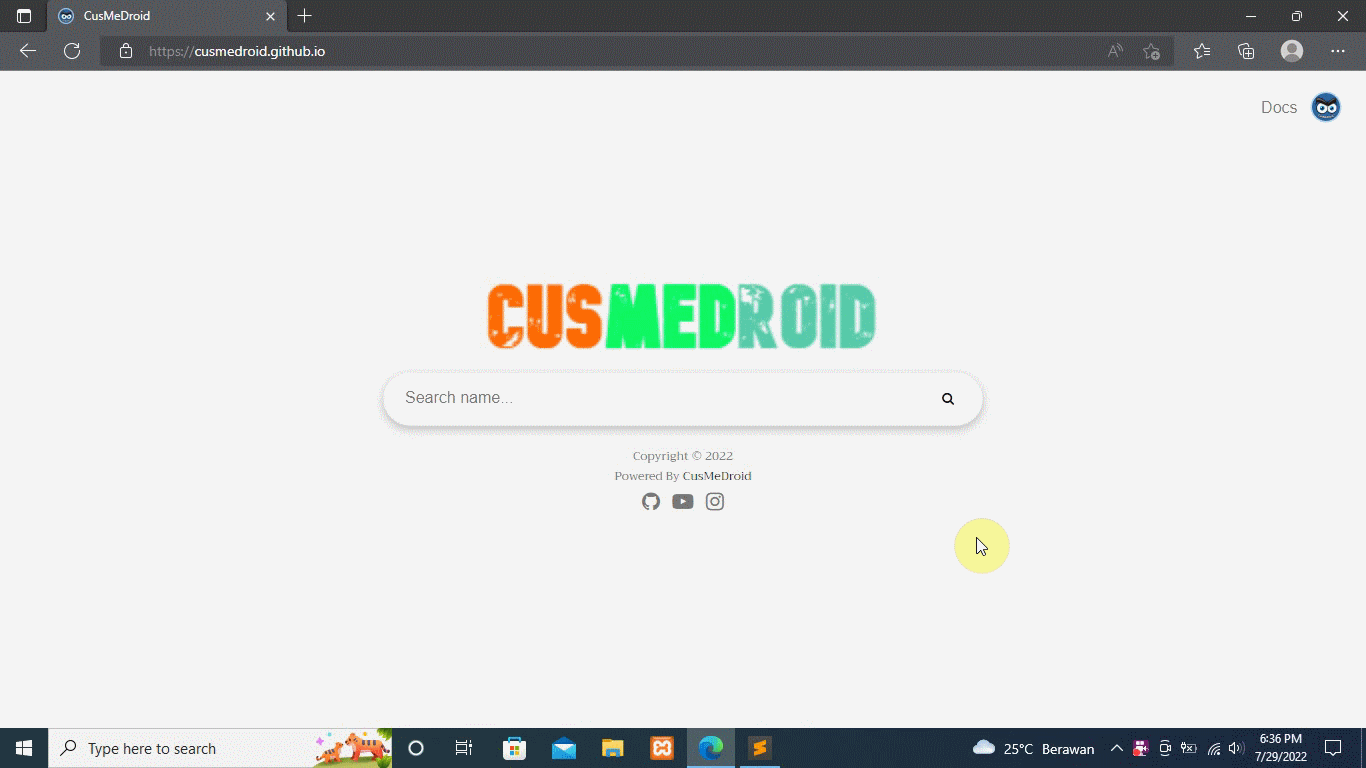 CusMeDroid
https://cusmedroid.github.io
Docs
CUSMEDROID
Search name...
Copyright © 2022
Powered By CusMeDroid
Type here to search
25°C Berawan
6:36 PM
7/29/2022